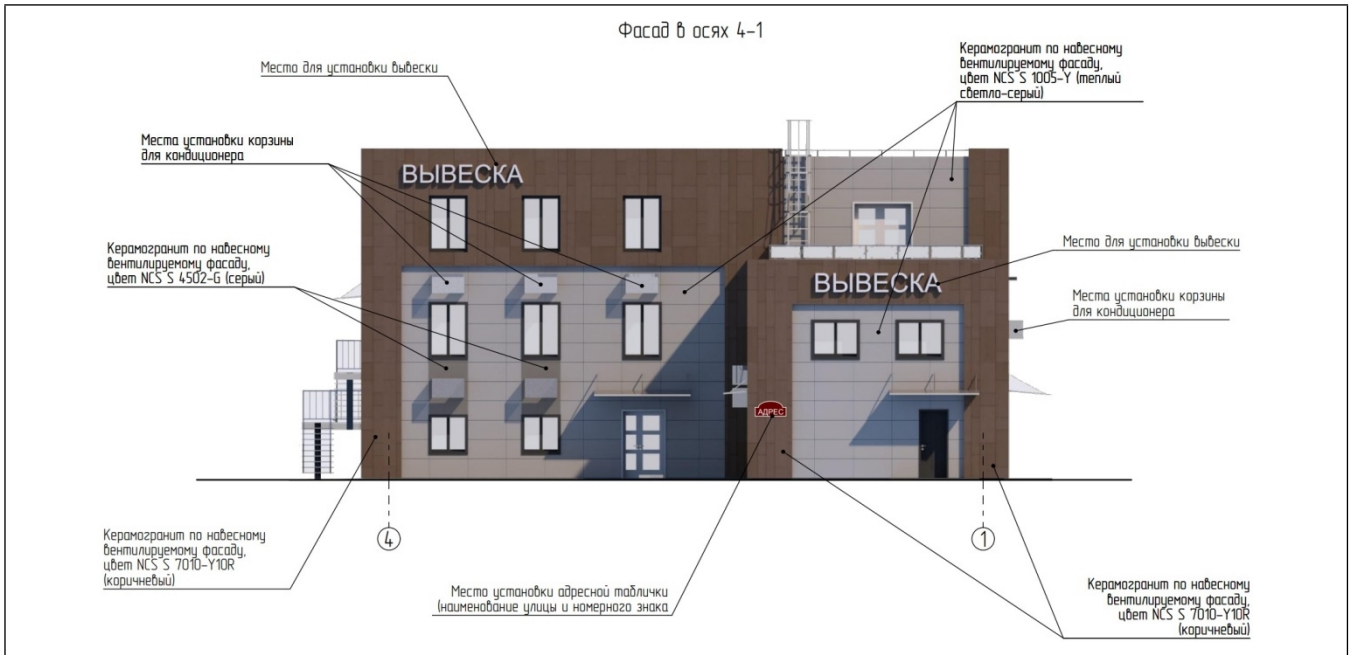 Фасад в осях 4-1
Место для установки вывески
Керамогранит по навесному
вентилируемому фасаду,
цвет NCS S 1005-Y (теплый
светло-серый)
Места установки корзины
для кондиционера
ВЫВЕСКА
Керамогранит по навесному
вентилируемому фасаду,
цвет NCS S 4502-G (серый)
Место для установки вывески
ВЫВЕСКА
Места установки корзины
для кондиционера
АДРЕС
4
1
Керамогранит по навесному
вентилируемому фасаду,
цвет NCS S 7010-Y10R
(коричневый)
Место установки адресной таблички
(наименование улицы и номерного знака
Керамогранит по навесному
вентилируемому фасаду,
цвет NCS S 7010-Y10R
(коричневый)